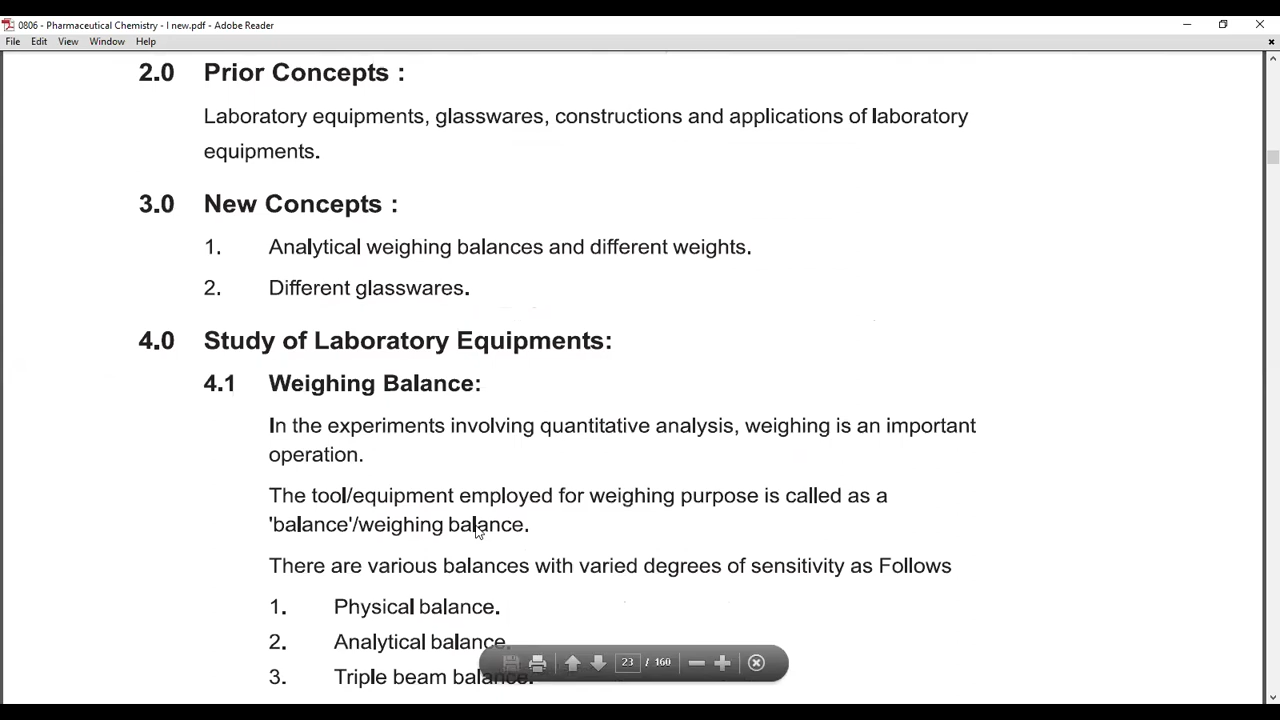 0806 - Pharmaceutical Chemistry - I new.pdf - Adobe Reader
File Edit View Window Help
2.0 Prior Concepts :
Laboratory equipments, glasswares, constructions and applications of laboratory
equipments.
3.0 New Concepts :
1. Analytical weighing balances and different weights.
2. Different glasswares.
4.0 Study of Laboratory Equipments:
4.1 Weighing Balance:
In the experiments involving quantitative analysis, weighing is an important
operation.
The tool/equipment employed for weighing purpose is called as a
'balance'/weighing balance.
There are various balances with varied degrees of sensitivity as Follows
1. Physical balance.
2. Analytical balance.
3. Triple beam balance.
23 / 160